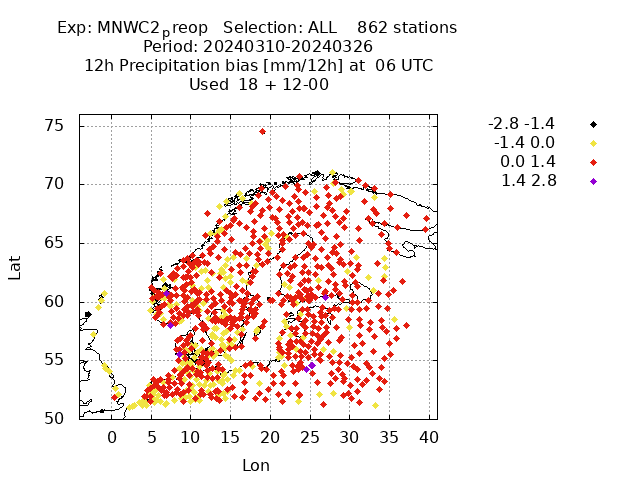 Exp: MNWC2_preop Selection: ALL 862 stations
Period: 20240310-20240326
12h Precipitation bias [mm/12h] at 06 UTC
Used 18 + 12-00
-2.8 -1.4
-1.4 0.0
0.0 1.4
1.4 2.8
75
70
65
60
55
50
Lat
0 5 10 15 20 25 30 35 40
Lon